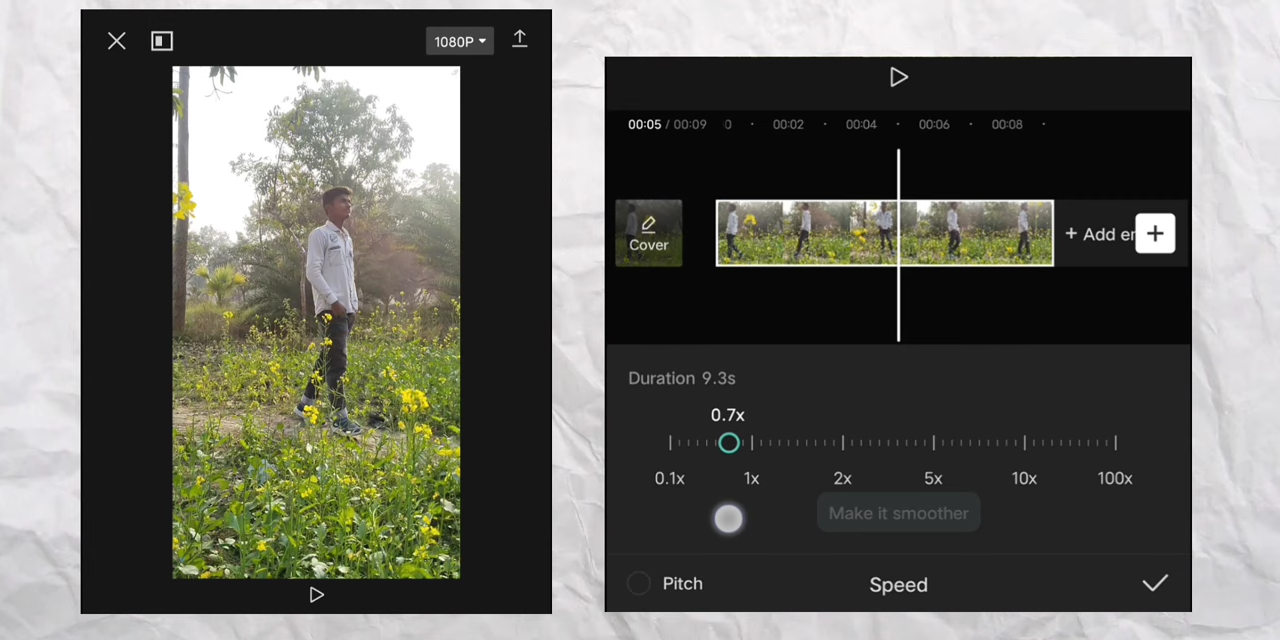 1080P
00:05 / 00:09 0 00:02 00:04 00:06 00:08
Cover
+ Add en
Duration 9.3s
0.7x
0.1x 1x 2x 5x 10x 100x
Make it smoother
Pitch Speed